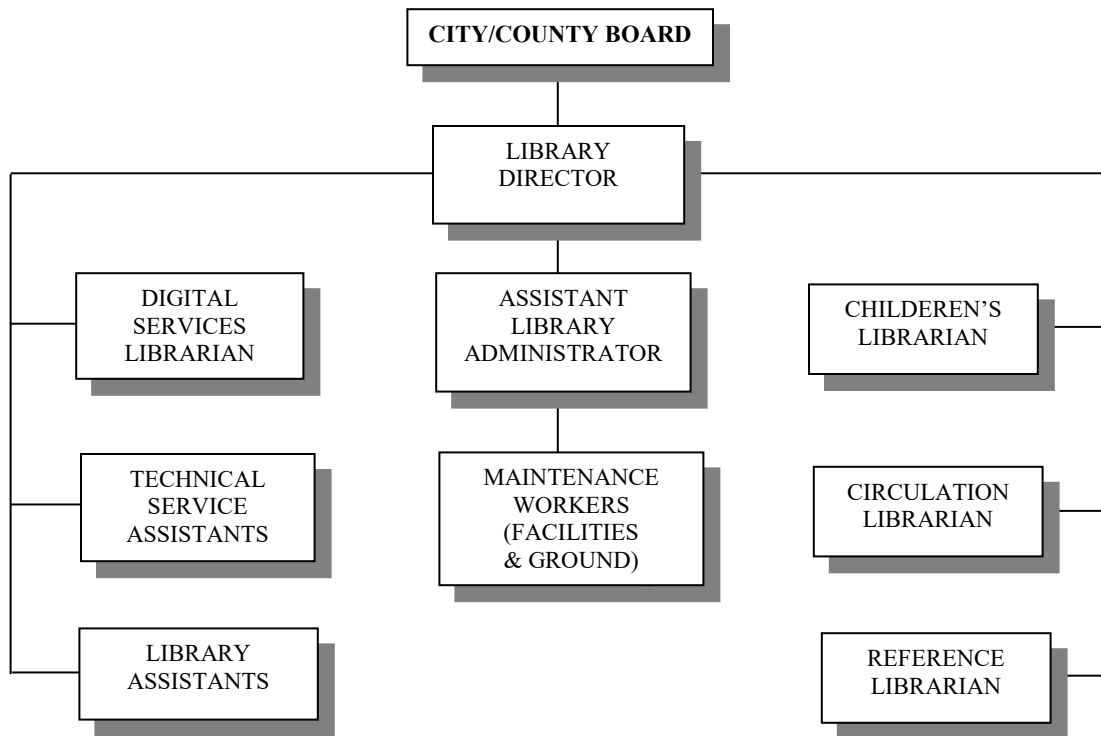 CITY/COUNTY BOARD
LIBRARY
DIRECTOR
DIGITAL
SERVICES
LIBRARIAN
ASSISTANT
LIBRARY
ADMINISTRATOR
CHILDEREN’S
LIBRARIAN
TECHNICAL
SERVICE
ASSISTANTS
MAINTENANCE
WORKERS
(FACILITIES
& GROUND)
CIRCULATION
LIBRARIAN
LIBRARY
ASSISTANTS
REFERENCE
LIBRARIAN